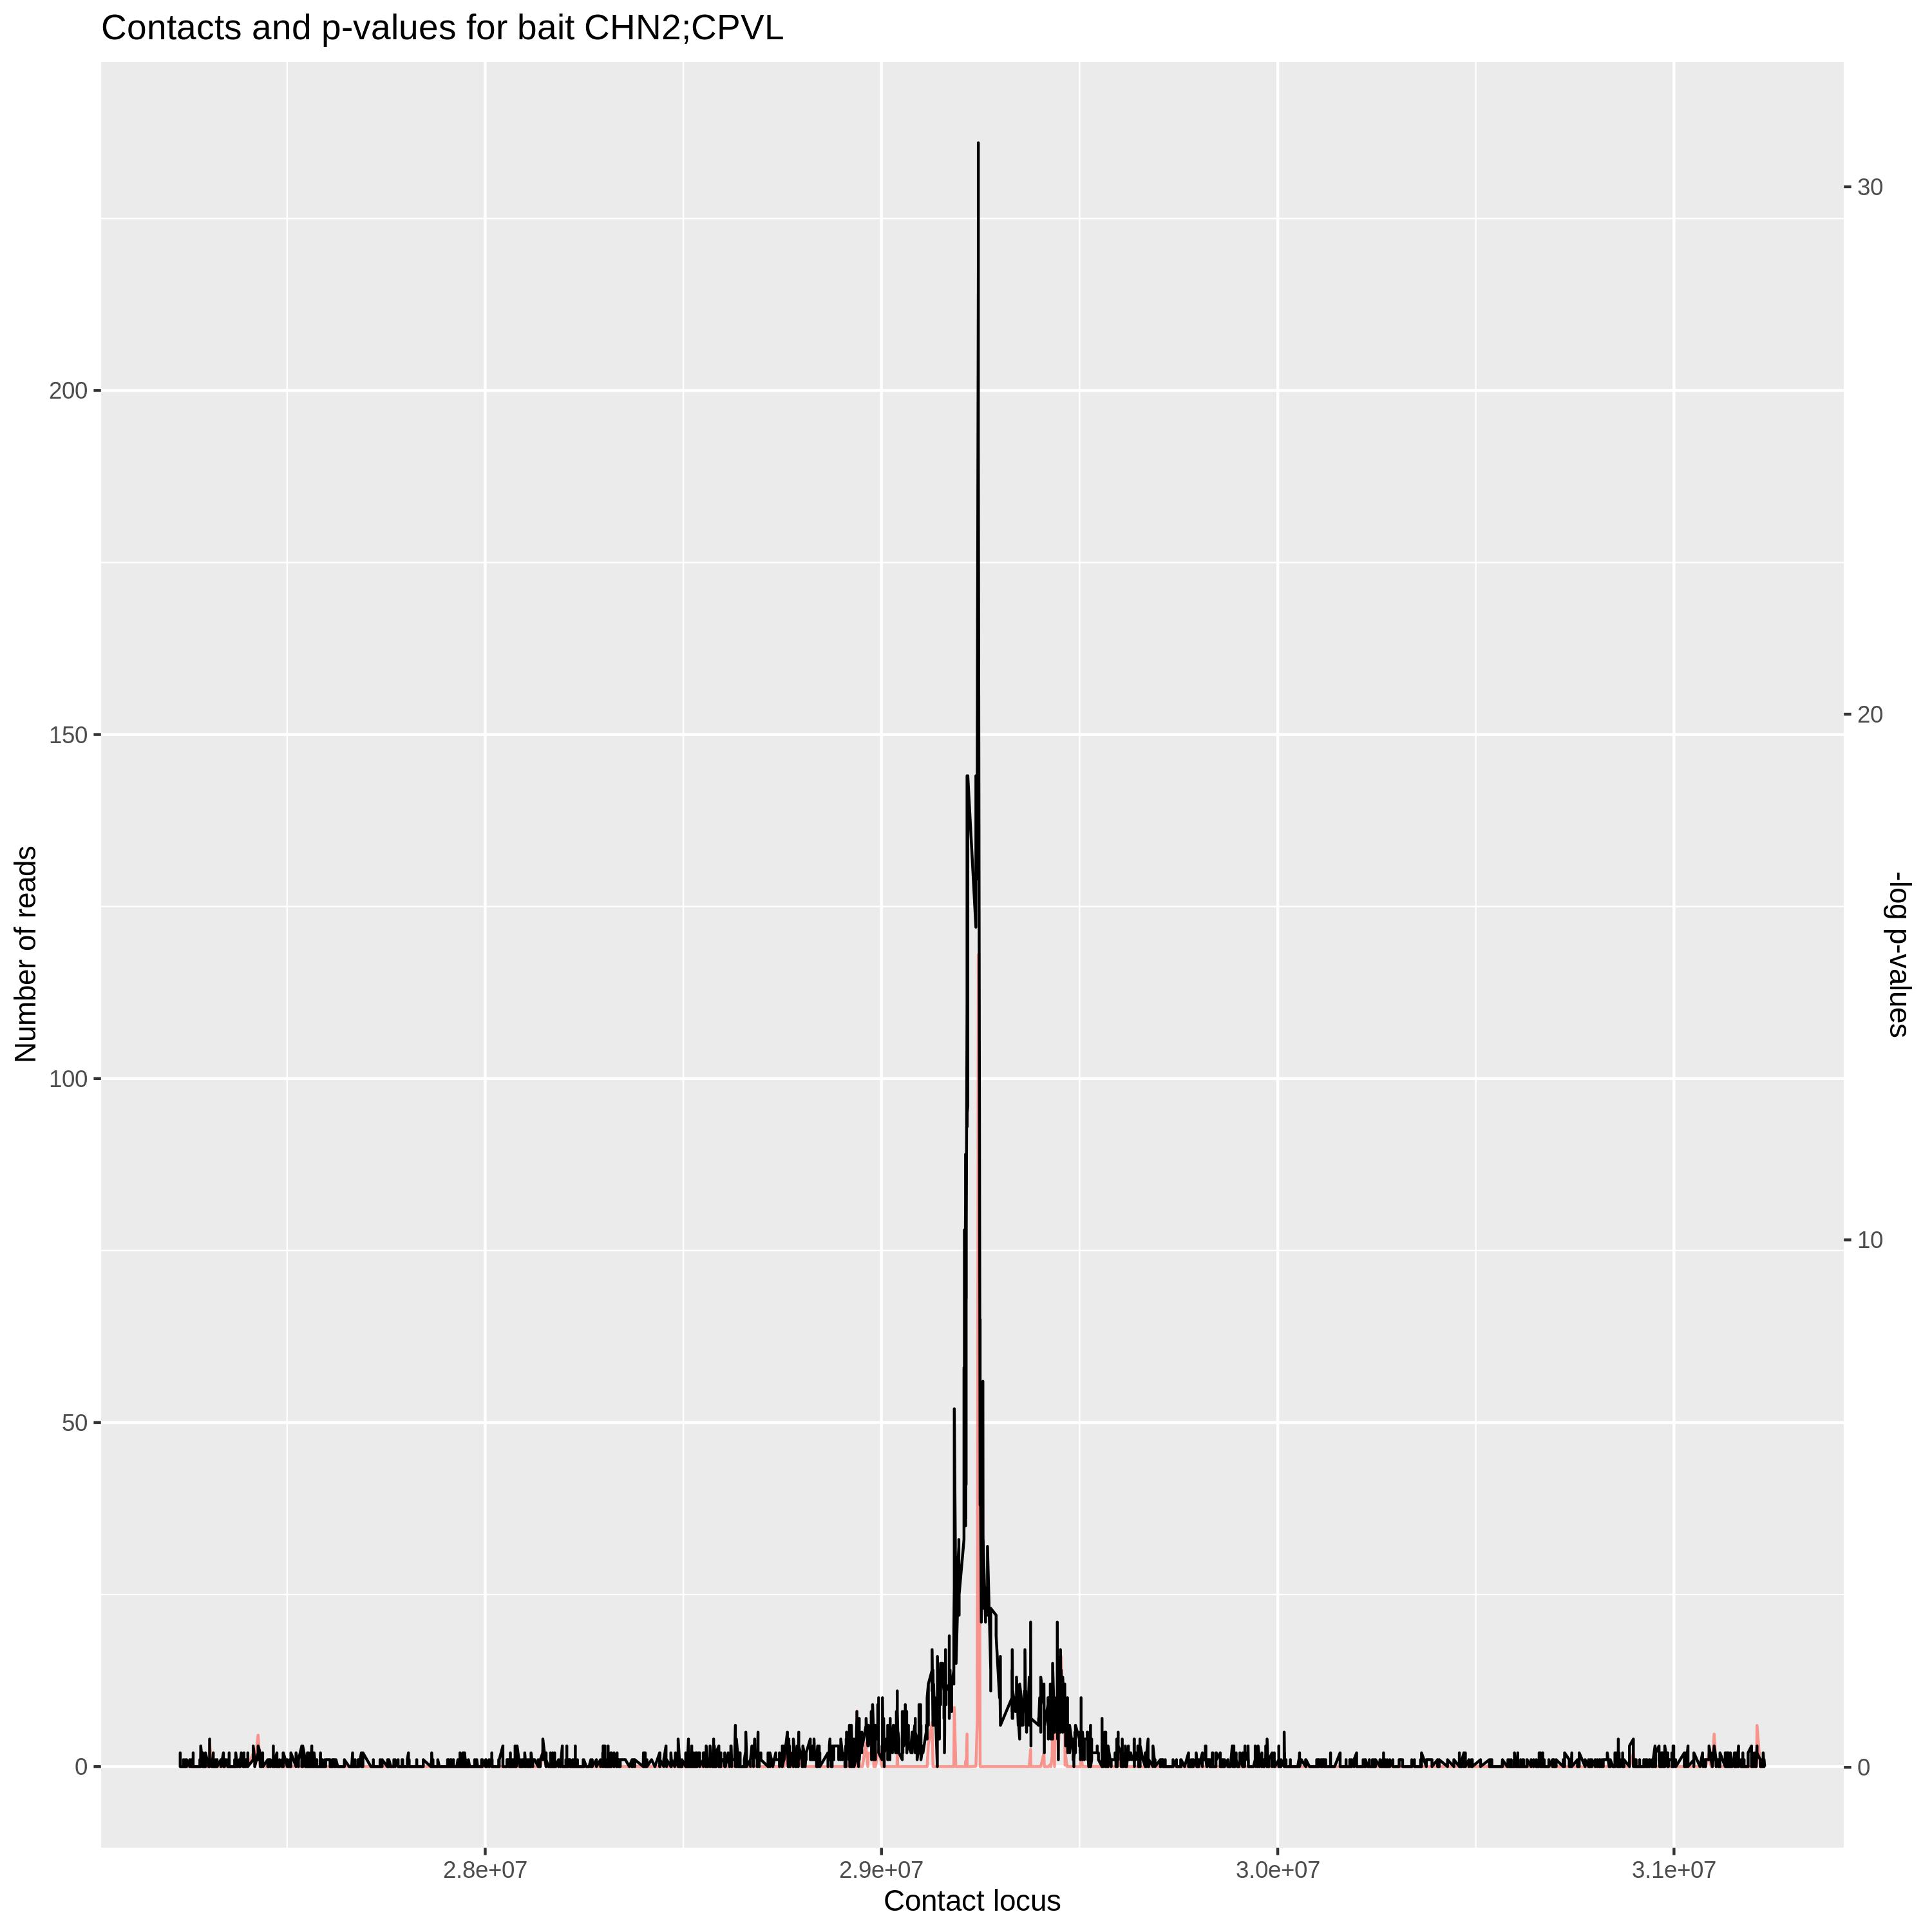 Contacts and p-values for bait CHN2;CPVL
Number of reads
200
150
100
50
0
30
20
10
0
-log p-values
2.8e+07
2.9e+07
3.0e+07
3.1e+07
Contact locus